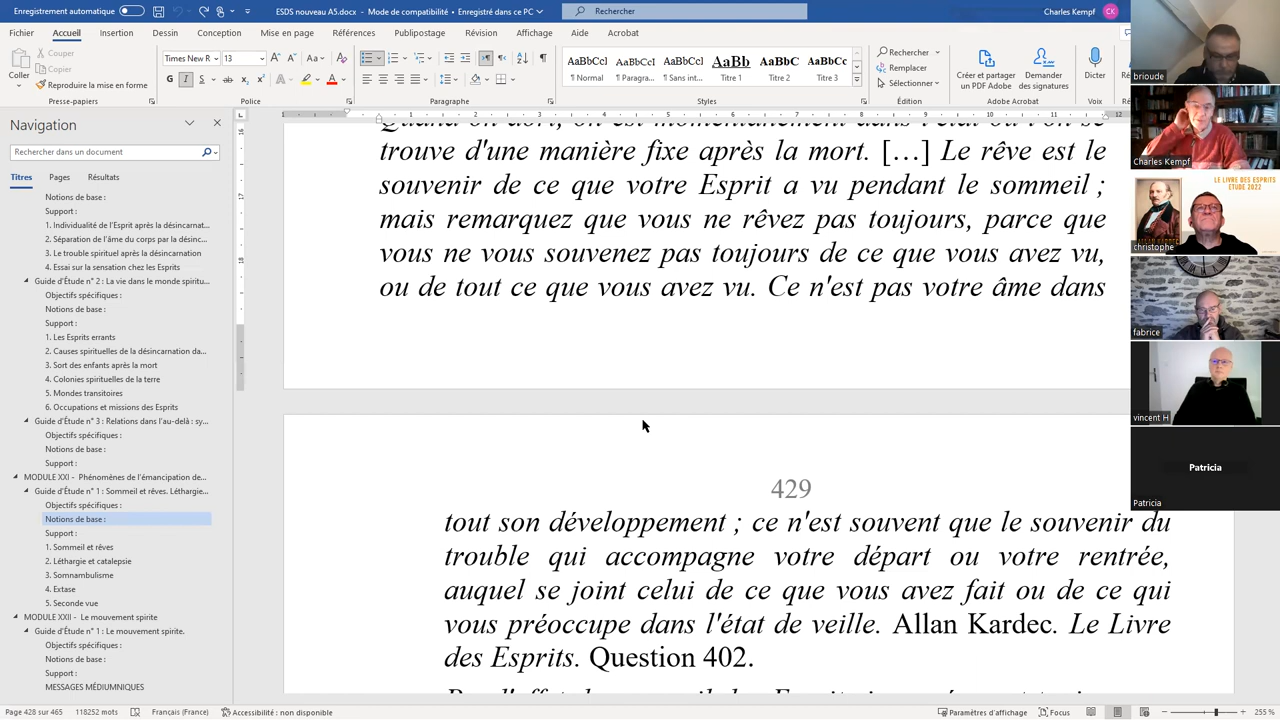 Enregistrement automatique
ESDS nouveau A5.docx - Mode de compatibilité • Enregistré dans ce PC
Rechercher
Charles Kempf
CK
Fichier
Accueil
Insertion
Dessin
Conception
Mise en page
Références
Publipostage
Révision
Affichage
Aide
Acrobat
Coller
Couper
Copier
Reproduire la mise en forme
Presse-papiers
Times New R
13
G
I
S
Police
Paragraphe
AaBbCcI
¶ Normal
AaBbCcI
¶ Paragra...
AaBbCcI
¶ Sans int...
AaBb
Titre 1
AaBbC
Titre 2
AaBbCc
Titre 3
Styles
Rechercher
Remplacer
Sélectionner
Édition
Créer et partager un PDF Adobe
Demander des signatures
Adobe Acrobat
Dicter
Voix
Navigation
Rechercher dans un document
Titres
Pages
Résultats
Notions de base :
Support :
1. Individualité de l'Esprit après la désincarnat...
2. Séparation de l'âme du corps par la désinc...
3. Le trouble spirituel après la désincarnation
4. Essai sur la sensation chez les Esprits
Guide d'Étude n° 2 : La vie dans le monde spiritu...
Objectifs spécifiques :
Notions de base :
Support :
1. Les Esprits errants
2. Causes spirituelles de la désincarnation da...
3. Sort des enfants après la mort
4. Colonies spirituelles de la terre
5. Mondes transitoires
6. Occupations et missions des Esprits
Guide d'Étude n° 3 : Relations dans l'au-delà : sy...
Objectifs spécifiques :
Notions de base :
Support :
MODULE XXI - Phénomènes de l'émancipation de...
Guide d'Étude n° 1 : Sommeil et rêves. Léthargie...
Objectifs spécifiques :
Notions de base :
Support :
1. Sommeil et rêves
2. Léthargie et catalepsie
3. Somnambulisme
4. Extase
5. Seconde vue
MODULE XXII - Le mouvement spirite
Guide d'Étude n° 1 : Le mouvement spirite.
Objectifs spécifiques :
Notions de base :
Support :
MESSAGES MÉDIUMNIQUES
Quand on dort, on est momentanément dans l'état où l'on se
trouve d'une manière fixe après la mort. […] Le rêve est le
souvenir de ce que votre Esprit a vu pendant le sommeil ;
mais remarquez que vous ne rêvez pas toujours, parce que
vous ne vous souvenez pas toujours de ce que vous avez vu,
ou de tout ce que vous avez vu. Ce n'est pas votre âme dans
429
tout son développement ; ce n'est souvent que le souvenir du
trouble qui accompagne votre départ ou votre rentrée,
auquel se joint celui de ce que vous avez fait ou de ce qui
vous préoccupe dans l'état de veille. Allan Kardec. Le Livre
des Esprits. Question 402.
brioude
Charles Kempf
LE LIVRE DES ESPRITS
ETUDE 2022
christophe
fabrice
vincent H
Patricia
Patricia
Page 428 sur 465
118252 mots
Français (France)
Accessibilité : non disponible
Paramètres d'affichage
Focus
255 %